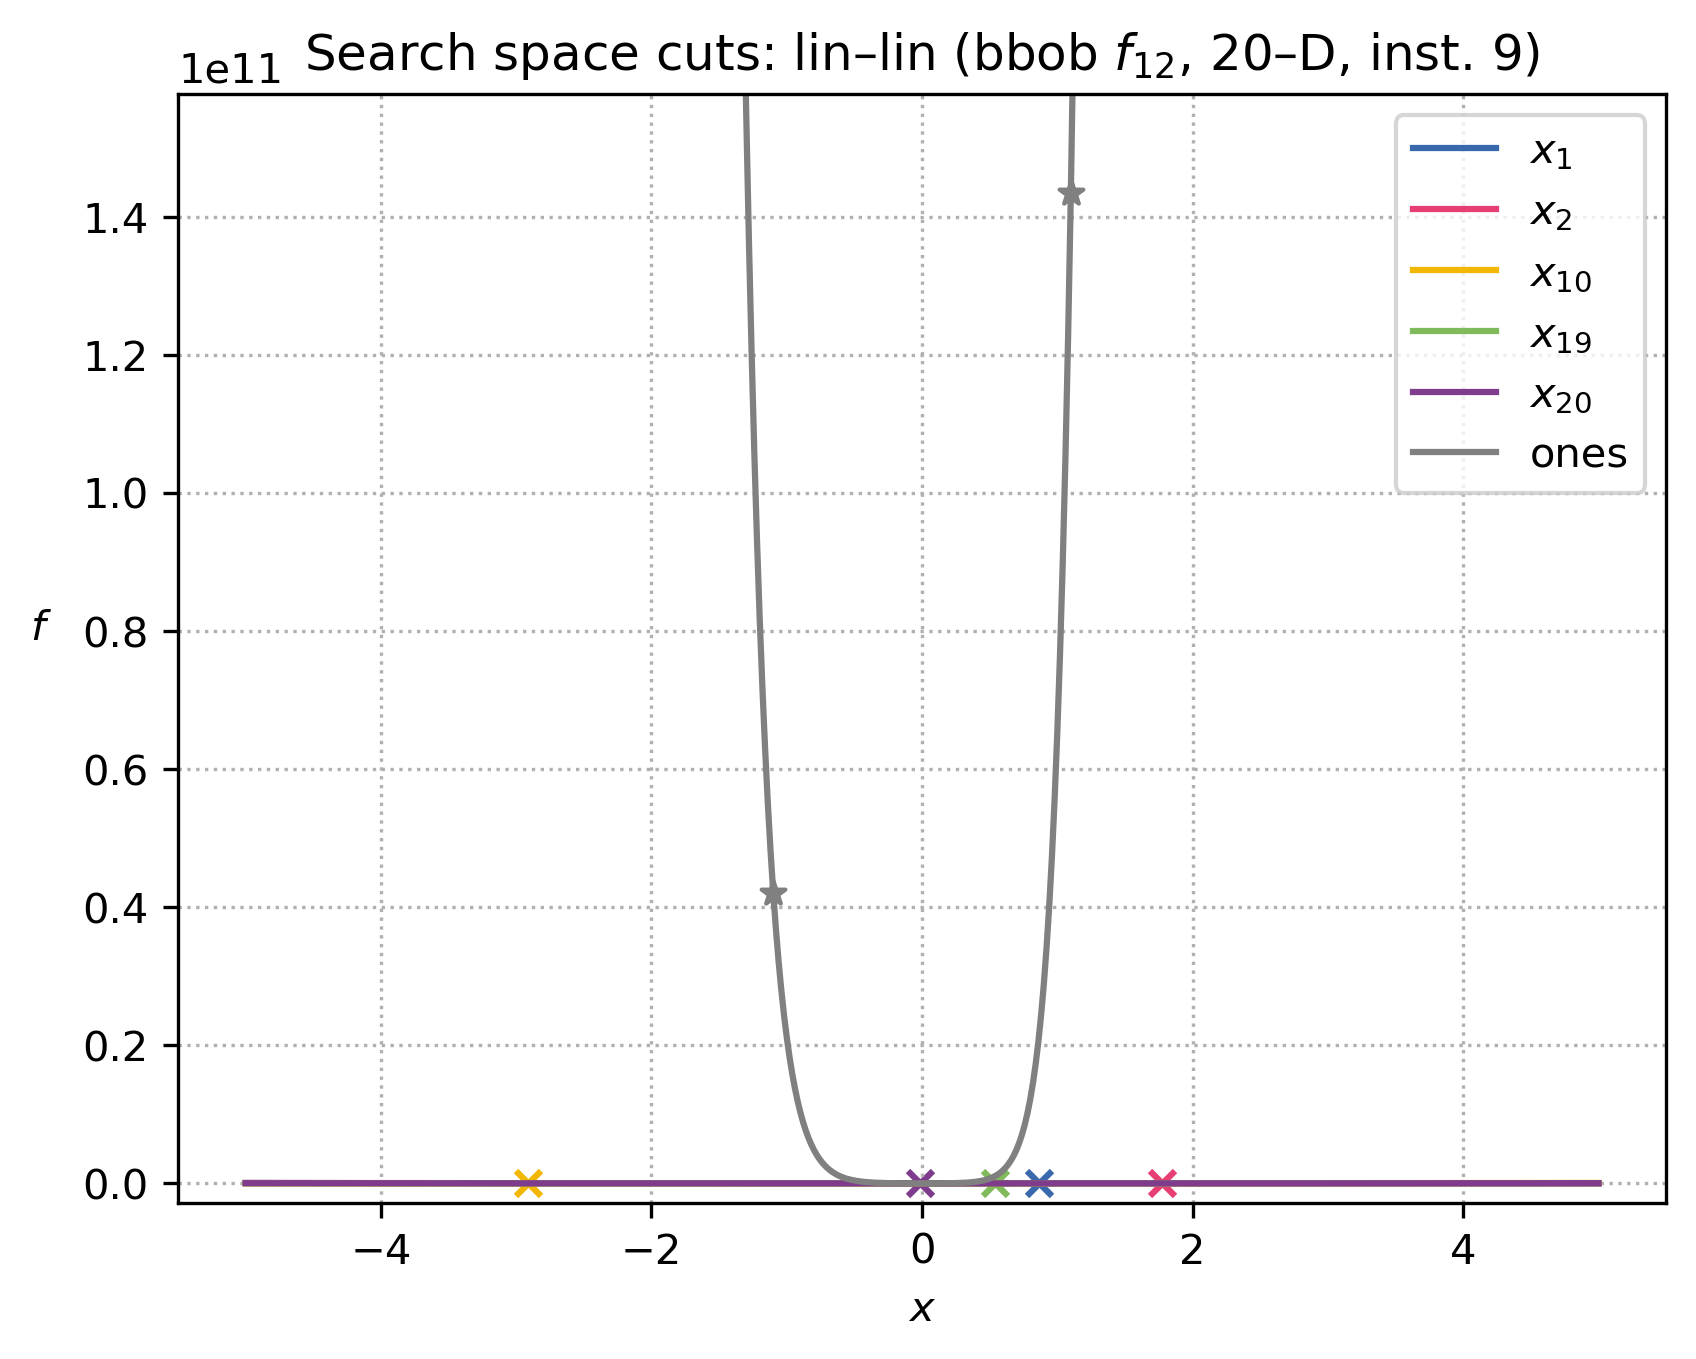 1e11
Search space cuts: lin–lin (bbob f₁₂, 20–D, inst. 9)
x₁
x₂
x₁₀
x₁₉
x₂₀
ones
1.4
1.2
1.0
0.8
0.6
0.4
0.2
0.0
f
−4 −2 0 2 4
x